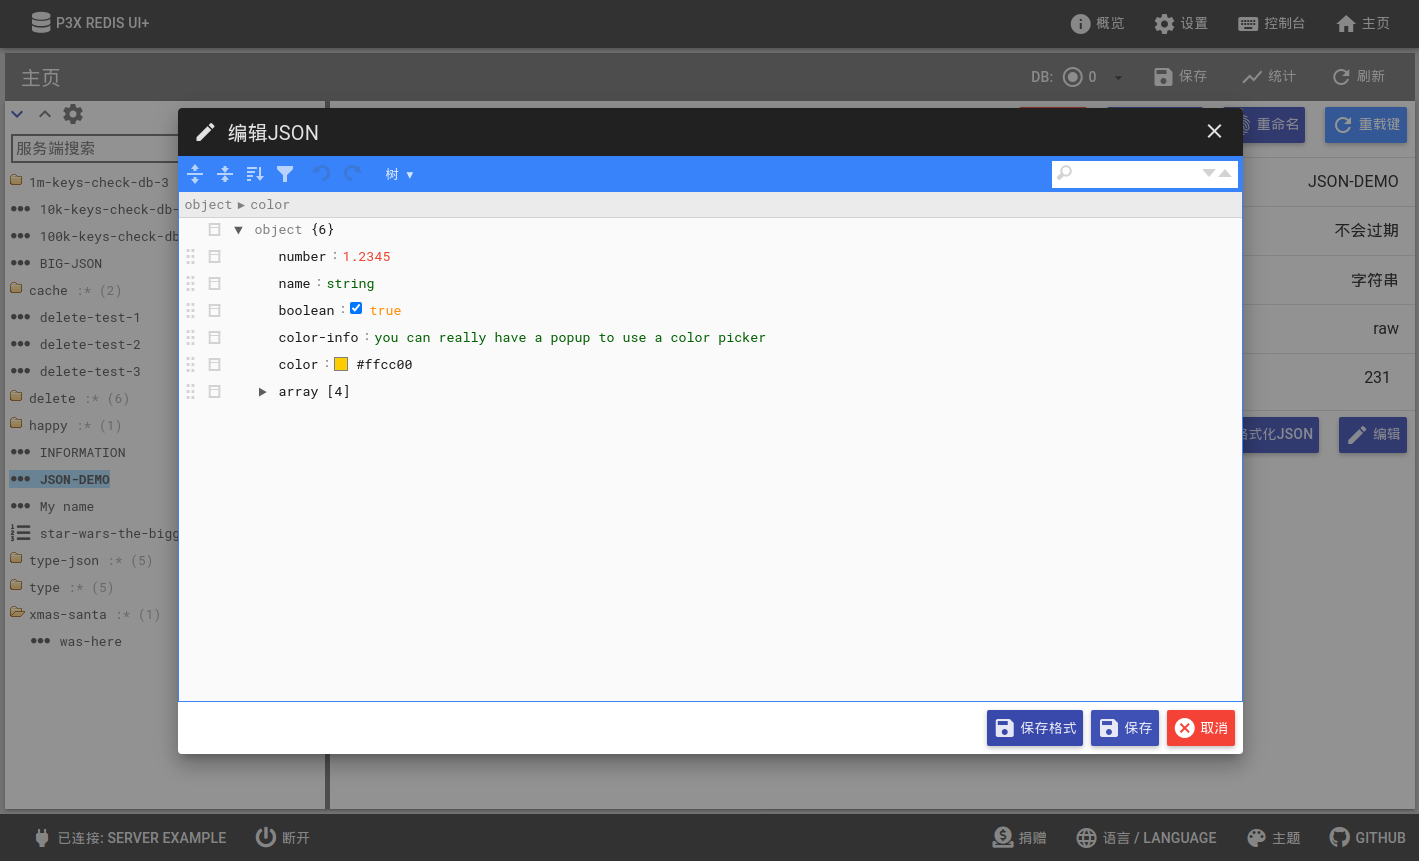 P3X REDIS UI+
概览
设置
控制台
主页
主页
DB: 0
保存
统计
刷新
服务端搜索
1m-keys-check-db-3
10k-keys-check-db-
100k-keys-check-db
BIG-JSON
cache :* (2)
delete-test-1
delete-test-2
delete-test-3
delete :* (6)
happy :* (1)
INFORMATION
JSON-DEMO
My name
star-wars-the-bigg
type-json :* (5)
type :* (5)
xmas-santa :* (1)
was-here
重命名
重载键
JSON-DEMO
不会过期
字符串
raw
231
格式化JSON
编辑
编辑JSON
树 ▼
object ► color
object {6}
number : 1.2345
name : string
boolean : true
color-info : you can really have a popup to use a color picker
color : #ffcc00
array [4]
保存格式
保存
取消
已连接: SERVER EXAMPLE
断开
捐赠
语言 / LANGUAGE
主题
GITHUB